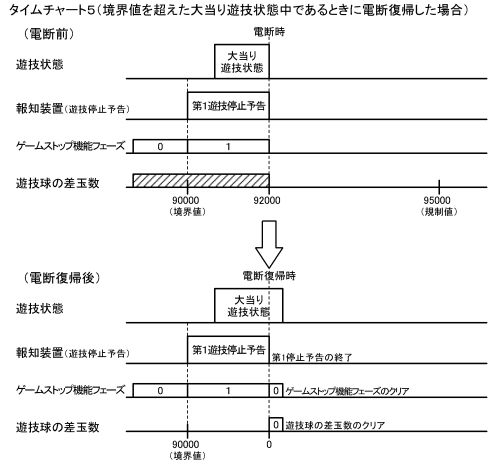 タイムチャート5(境界値を超えた大当り遊技状態中であるときに電断復帰した場合)
(電断前)
電断時
遊技状態
大当り
遊技状態
報知装置(遊技停止予告)
第1遊技停止予告
ゲームストップ機能フェーズ
0
1
遊技球の差玉数
90000
(境界値)
92000
95000
(規制値)
(電断復帰後)
電断復帰時
遊技状態
大当り
遊技状態
報知装置(遊技停止予告)
第1遊技停止予告
第1停止予告の終了
ゲームストップ機能フェーズ
0
1
0
ゲームストップ機能フェーズのクリア
遊技球の差玉数
0
遊技球の差玉数のクリア
90000
(境界値)
0